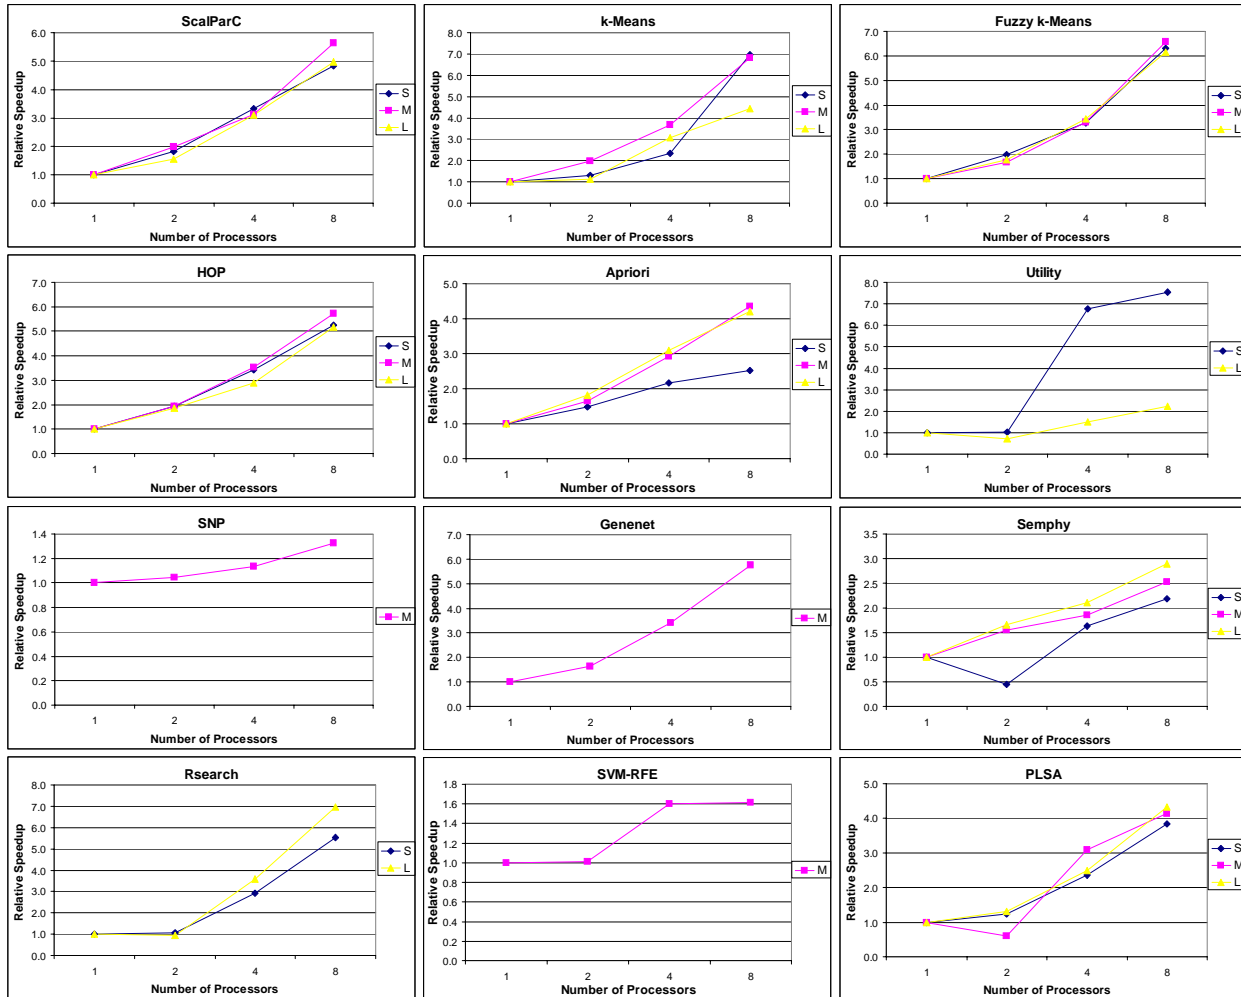 ScalParC
6.0
5.0
4.0
3.0
2.0
1.0
0.0
Relative Speedup
1 2 4 8
Number of Processors
S
M
L
k-Means
8.0
7.0
6.0
5.0
4.0
3.0
2.0
1.0
0.0
Relative Speedup
1 2 4 8
Number of Processors
S
M
L
Fuzzy k-Means
7.0
6.0
5.0
4.0
3.0
2.0
1.0
0.0
Relative Speedup
1 2 4 8
Number of Processors
S
M
L
HOP
7.0
6.0
5.0
4.0
3.0
2.0
1.0
0.0
Relative Speedup
1 2 4 8
Number of Processors
S
M
L
Apriori
5.0
4.0
3.0
2.0
1.0
0.0
Relative Speedup
1 2 4 8
Number of Processors
S
M
L
Utility
8.0
7.0
6.0
5.0
4.0
3.0
2.0
1.0
0.0
Relative Speedup
1 2 4 8
Number of Processors
S
L
SNP
1.4
1.2
1.0
0.8
0.6
0.4
0.2
0.0
Relative Speedup
1 2 4 8
Number of Processors
M
Genenet
7.0
6.0
5.0
4.0
3.0
2.0
1.0
0.0
Relative Speedup
1 2 4 8
Number of Processors
M
Semphy
3.5
3.0
2.5
2.0
1.5
1.0
0.5
0.0
Relative Speedup
1 2 4 8
Number of Processors
S
M
L
Rsearch
8.0
7.0
6.0
5.0
4.0
3.0
2.0
1.0
0.0
Relative Speedup
1 2 4 8
Number of Processors
S
L
SVM-RFE
1.8
1.6
1.4
1.2
1.0
0.8
0.6
0.4
0.2
0.0
Relative Speedup
1 2 4 8
Number of Processors
M
PLSA
5.0
4.0
3.0
2.0
1.0
0.0
Relative Speedup
1 2 4 8
Number of Processors
S
M
L